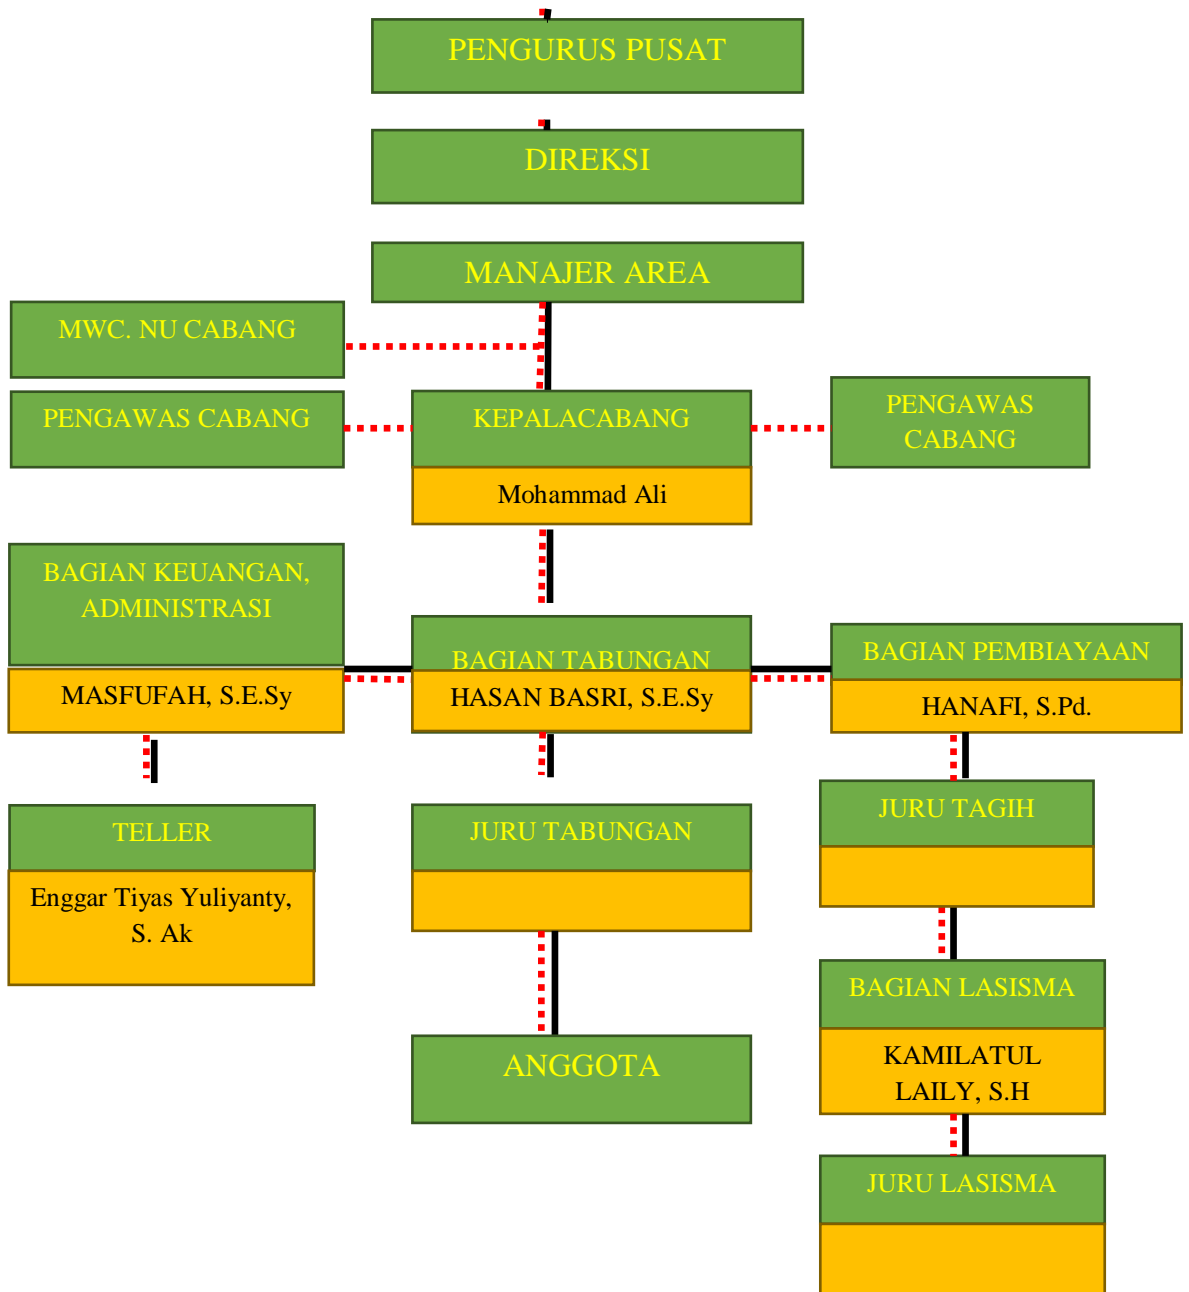 PENGURUS PUSAT
DIREKSI
MANAJER AREA
MWC. NU CABANG
PENGAWAS CABANG
KEPALACABANG
Mohammad Ali
PENGAWAS
CABANG
BAGIAN KEUANGAN,
ADMINISTRASI
MASFUFAH, S.E.Sy
BAGIAN TABUNGAN
HASAN BASRI, S.E.Sy
BAGIAN PEMBIAYAAN
HANAFI, S.Pd.
TELLER
Enggar Tiyas Yuliyanty,
S. Ak
JURU TABUNGAN
JURU TAGIH
ANGGOTA
BAGIAN LASISMA
KAMILATUL
LAILY, S.H
JURU LASISMA